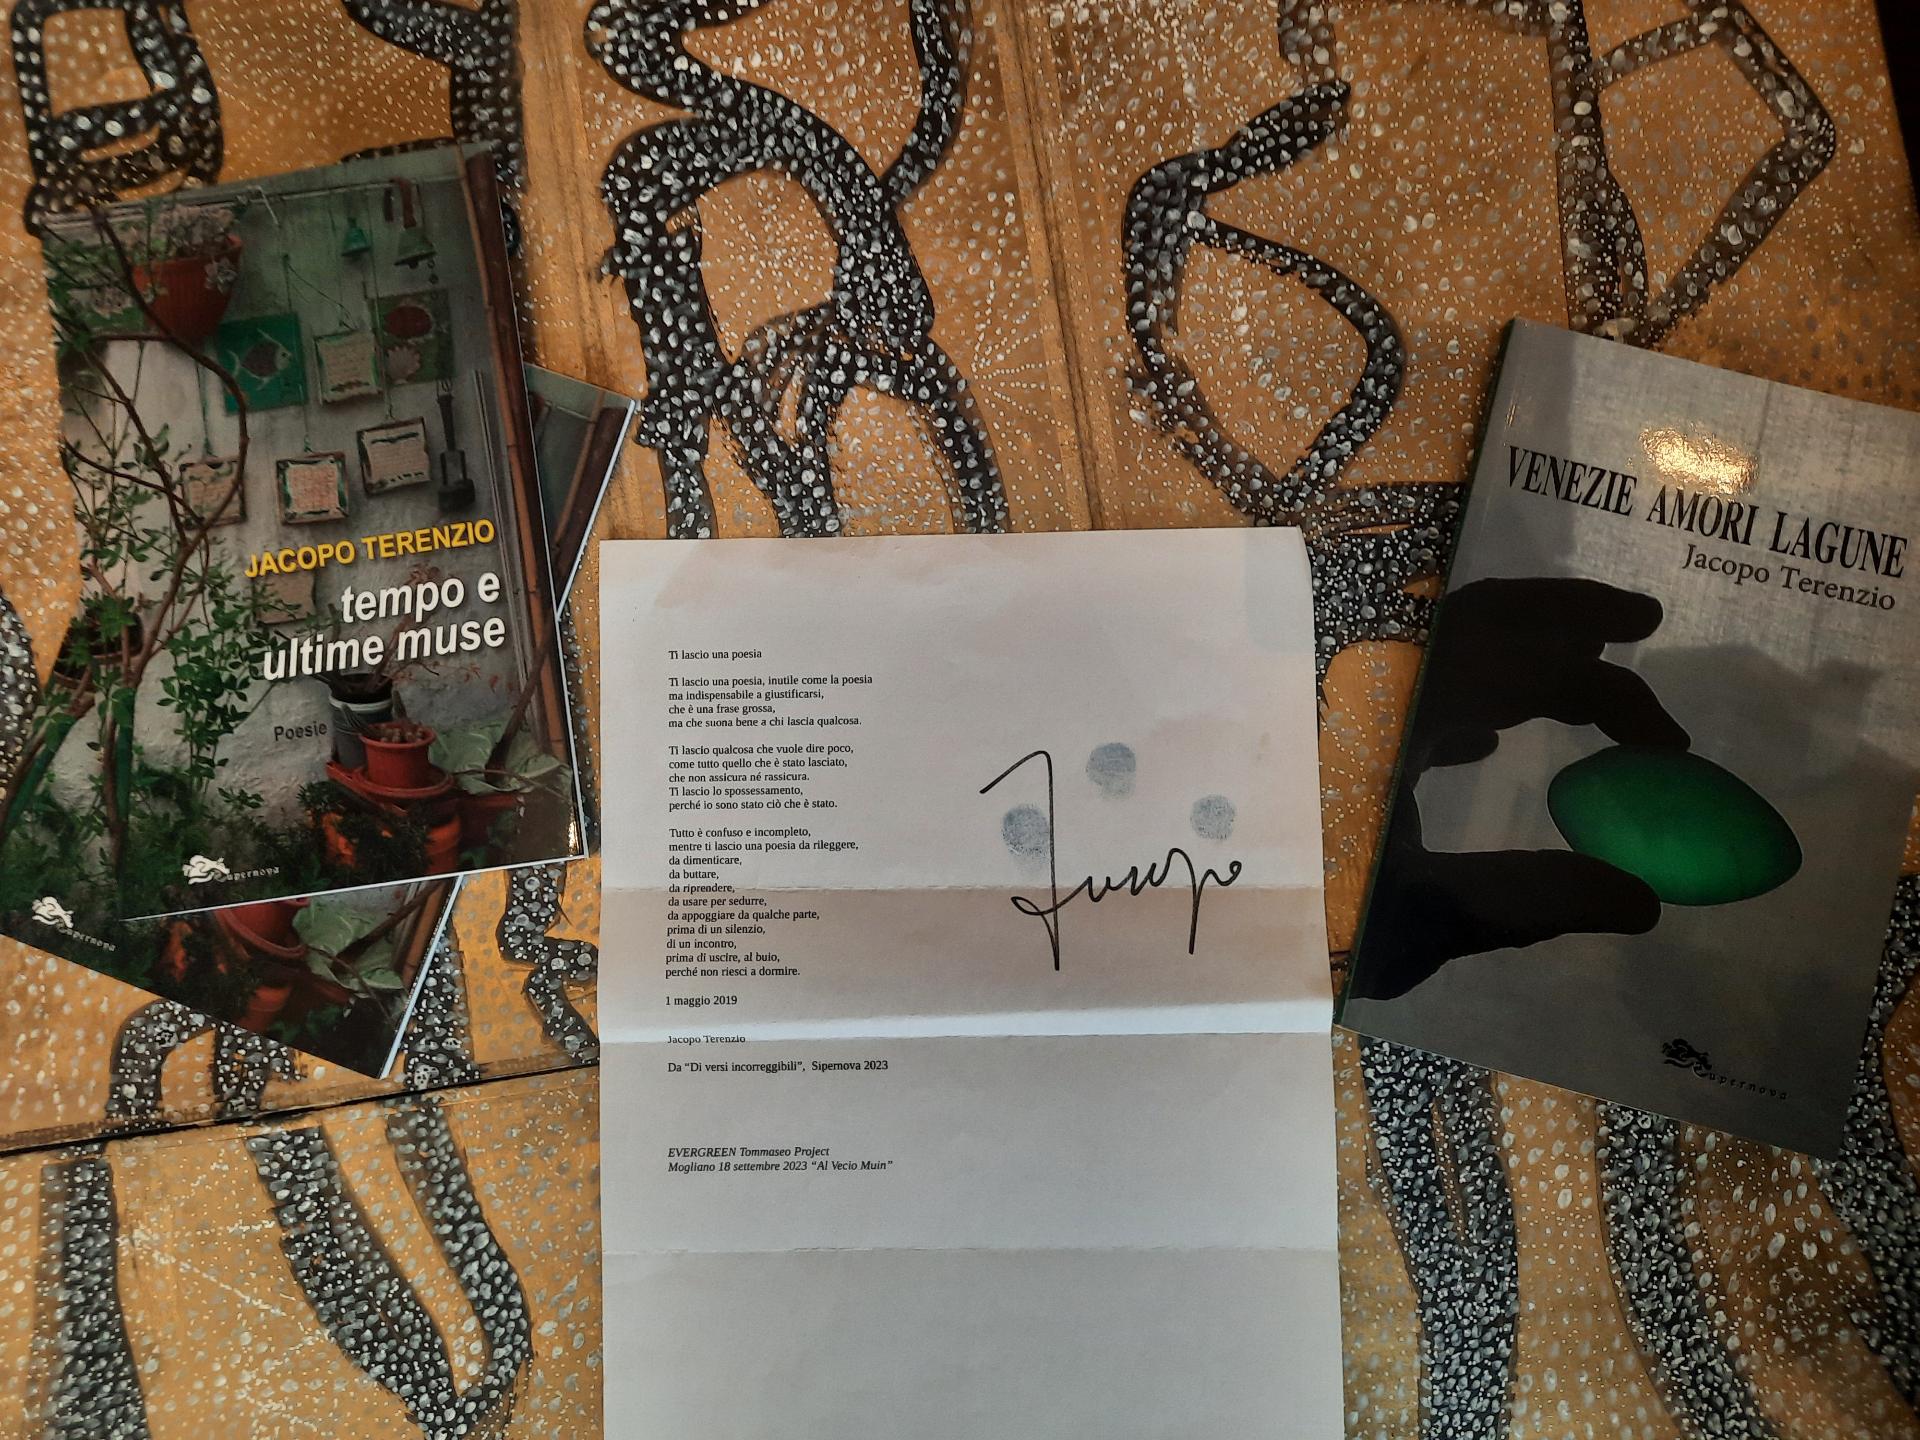 JACOPO TERENZIO
tempo e
ultime muse
Poesie
Supernova
Supernova
Ti lascio una poesia
Ti lascio una poesia, inutile come la poesia
ma indispensabile a giustificarsi,
che è una frase grossa,
ma che suona bene a chi lascia qualcosa.
Ti lascio qualcosa che vuole dire poco,
come tutto quello che è stato lasciato,
che non assicura né rassicura.
Ti lascio lo spossessamento,
perché io sono stato ciò che è stato.
Tutto è confuso e incompleto,
mentre ti lascio una poesia da rileggere,
da dimenticare,
da buttare,
da riprendere,
da usare per sedurre,
da appoggiare da qualche parte,
prima di un silenzio,
di un incontro,
prima di uscire, al buio,
perché non riesci a dormire.
1 maggio 2019
Jacopo Terenzio
Da “Di versi incorreggibili”, Sipernova 2023
EVERGREEN Tommaseo Project
Mogliano 18 settembre 2023 “Al Vecio Muin”
Jacopo
VENEZIE AMORI LAGUNE
Jacopo Terenzio
Supernova